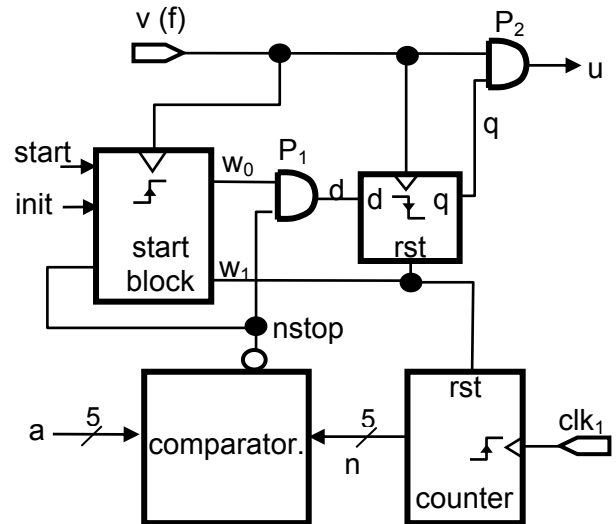 v (f)
P2
u
q
start
init
w0
P1
d
d
q
rst
start
block
w1
nstop
a
5
comparator.
5
n
rst
clk1
counter